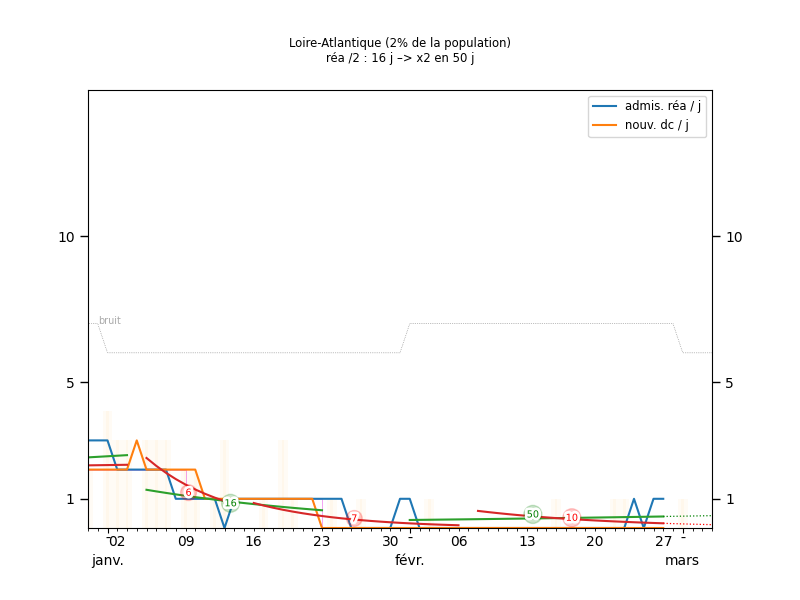 Loire-Atlantique (2% de la population)
réa /2 : 16 j –> x2 en 50 j
admis. réa / j
nouv. dc / j
10 10
bruit
5 5
1 1
6
16
7
50
10
02 09 16 23 30 06 13 20 27
janv. févr. mars